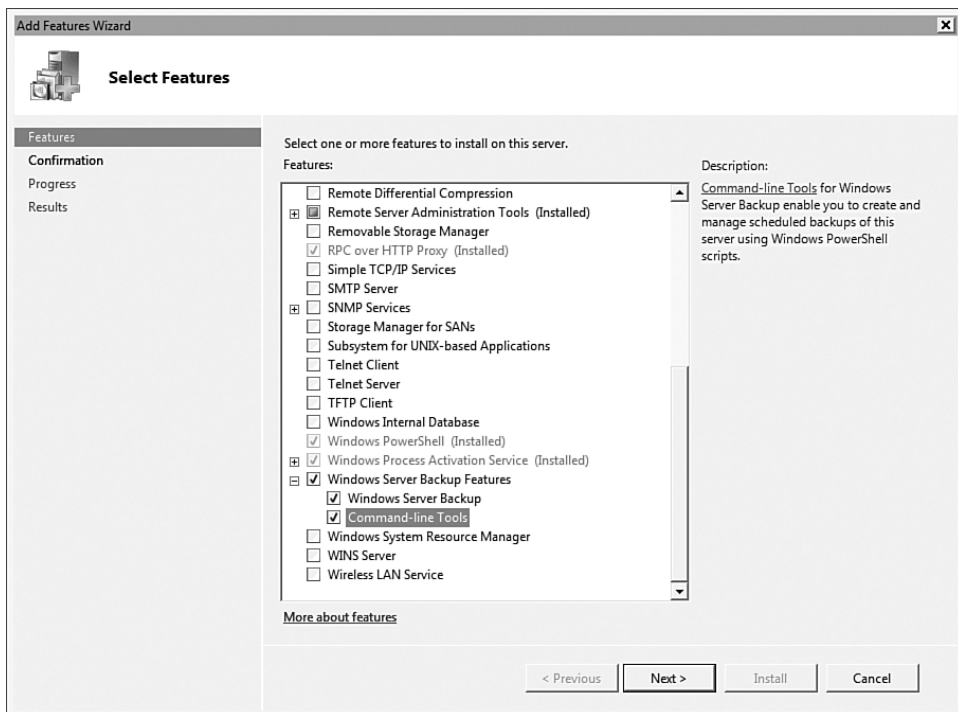 Add Features Wizard
Select Features
Features
Confirmation
Progress
Results
Select one or more features to install on this server.
Features:
Remote Differential Compression
Remote Server Administration Tools (Installed)
Removable Storage Manager
RPC over HTTP Proxy (Installed)
Simple TCP/IP Services
SMTP Server
SNMP Services
Storage Manager for SANs
Subsystem for UNIX-based Applications
Telnet Client
Telnet Server
TFTP Client
Windows Internal Database
Windows PowerShell (Installed)
Windows Process Activation Service (Installed)
Windows Server Backup Features
Windows Server Backup
Command-line Tools
Windows System Resource Manager
WINS Server
Wireless LAN Service
More about features
Description:
Command-line Tools for Windows
Server Backup enable you to create and
manage scheduled backups of this
server using Windows PowerShell
scripts.
< Previous
Next >
Install
Cancel